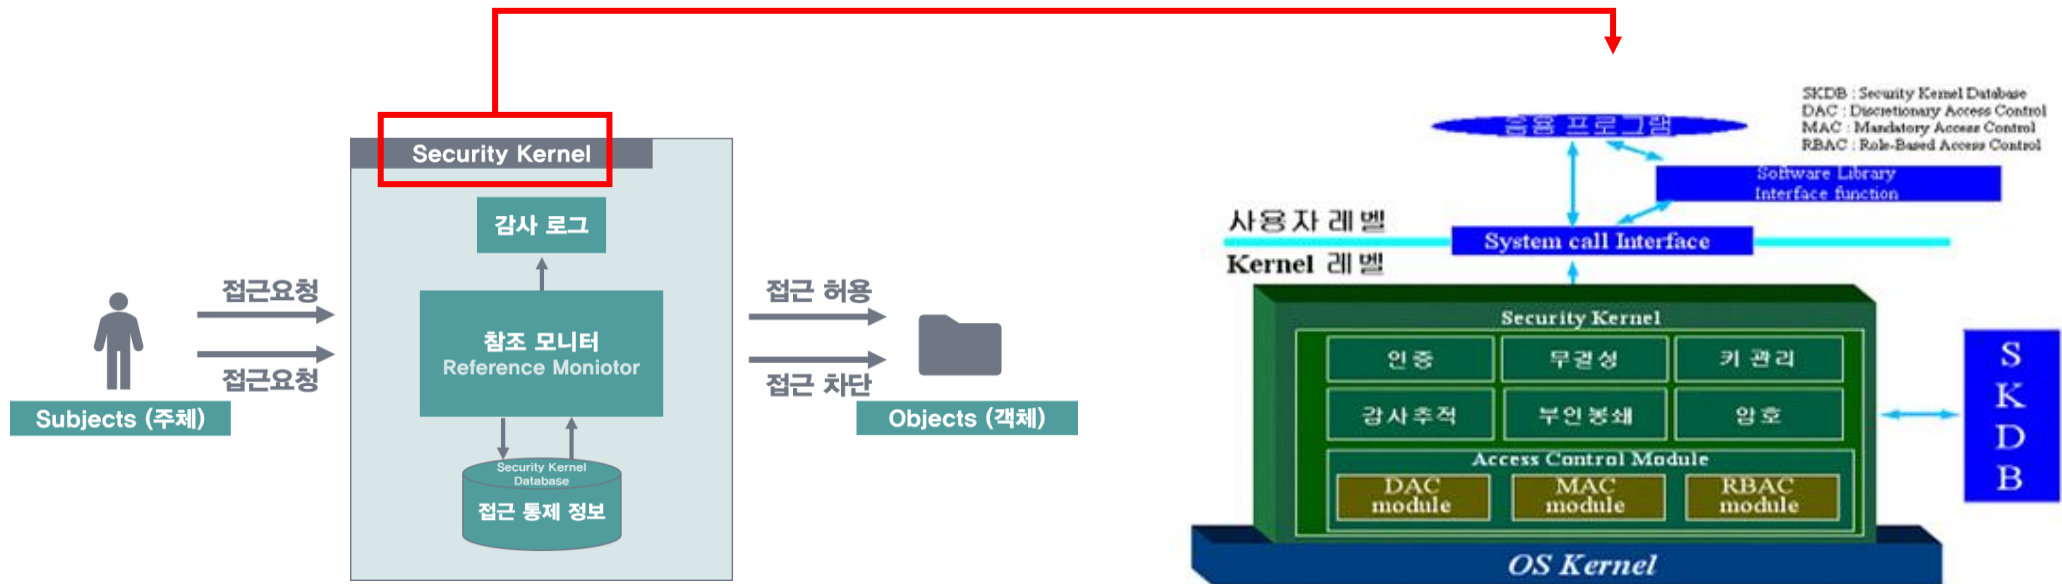 Security Kernel
감사 로그
접근요청
접근요청
참조 모니터
Reference Moniotor
접근 허용
접근 차단
Subjects (주체)
Objects (객체)
Security Kernel
Database
접근 통제 정보
SKDB : Security Kernel Database
DAC : Discretionary Access Control
MAC : Mandatory Access Control
RBAC : Role-Based Access Control
응용 프로그램
Software Library
Interface function
사용자 레벨
System call Interface
Kernel 레벨
Security Kernel
인증
무결성
키 관리
감사추적
부인봉쇄
암호
Access Control Module
DAC
module
MAC
module
RBAC
module
S
K
D
B
OS Kernel